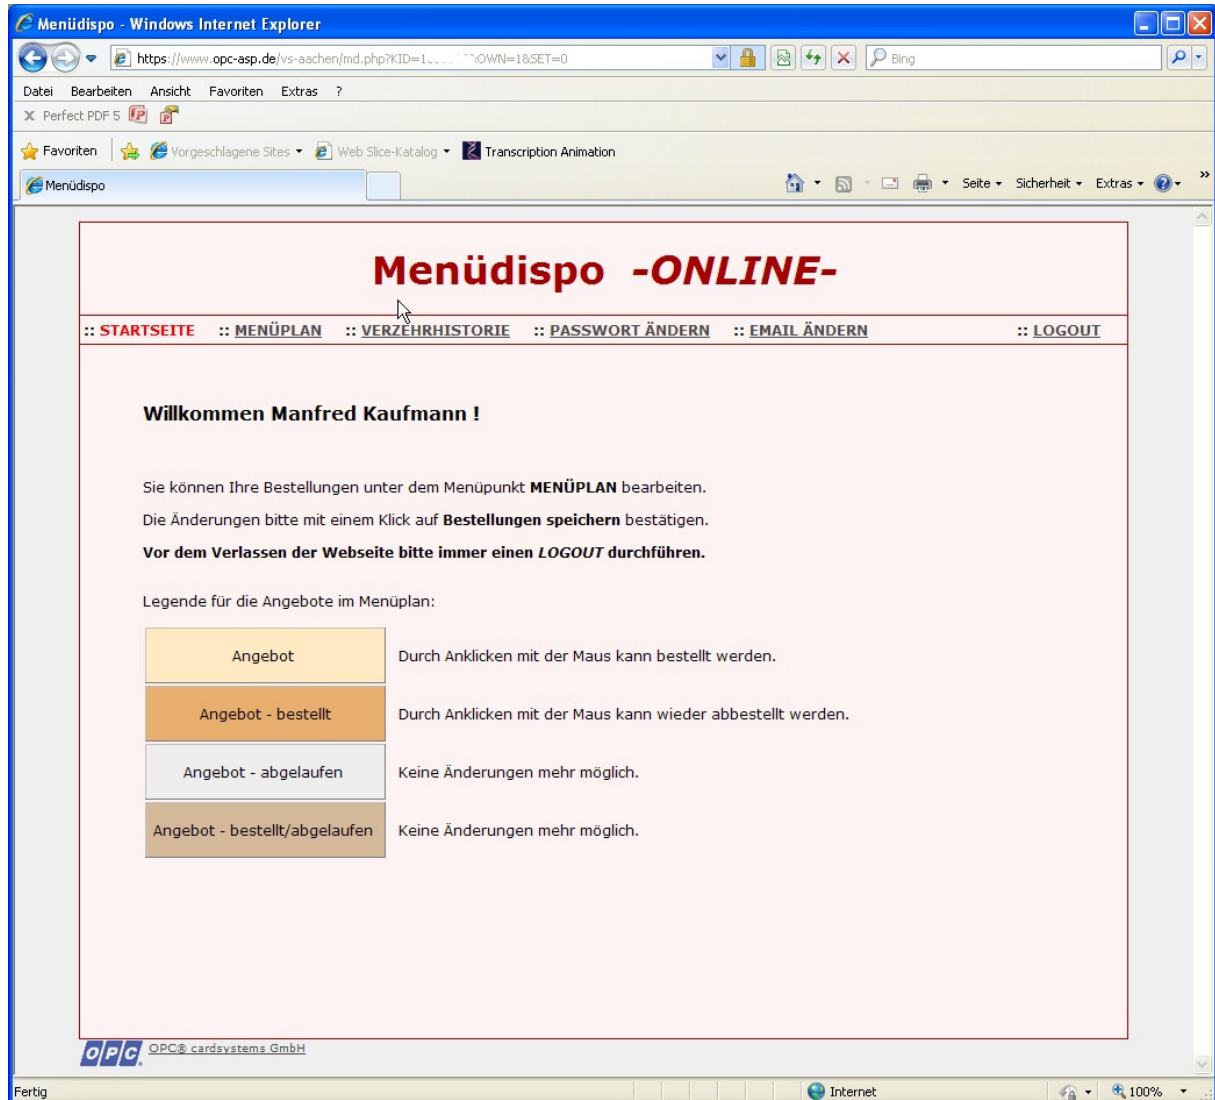 Menüdispo - Windows Internet Explorer
https://www.opc-asp.de/vs-aachen/md.php?KID=1 OWN=1&SET=0
Bing
Datei Bearbeiten Ansicht Favoriten Extras ?
x Perfect PDF 5
Favoriten Vorgeschlagene Sites Web Slice-Katalog Transcription Animation
Menüdispo Seite Sicherheit Extras »
Menüdispo -ONLINE-
:: STARTSEITE :: MENÜPLAN :: VERZEHRHISTORIE :: PASSWORT ÄNDERN :: EMAIL ÄNDERN :: LOGOUT
Willkommen Manfred Kaufmann !
Sie können Ihre Bestellungen unter dem Menüpunkt MENÜPLAN bearbeiten.
Die Änderungen bitte mit einem Klick auf Bestellungen speichern bestätigen.
Vor dem Verlassen der Webseite bitte immer einen LOGOUT durchführen.
Legende für die Angebote im Menüplan:
Angebot Durch Anklicken mit der Maus kann bestellt werden.
Angebot - bestellt Durch Anklicken mit der Maus kann wieder abbestellt werden.
Angebot - abgelaufen Keine Änderungen mehr möglich.
Angebot - bestellt/abgelaufen Keine Änderungen mehr möglich.
OPC OPC® cardsystems GmbH
Fertig Internet 100%